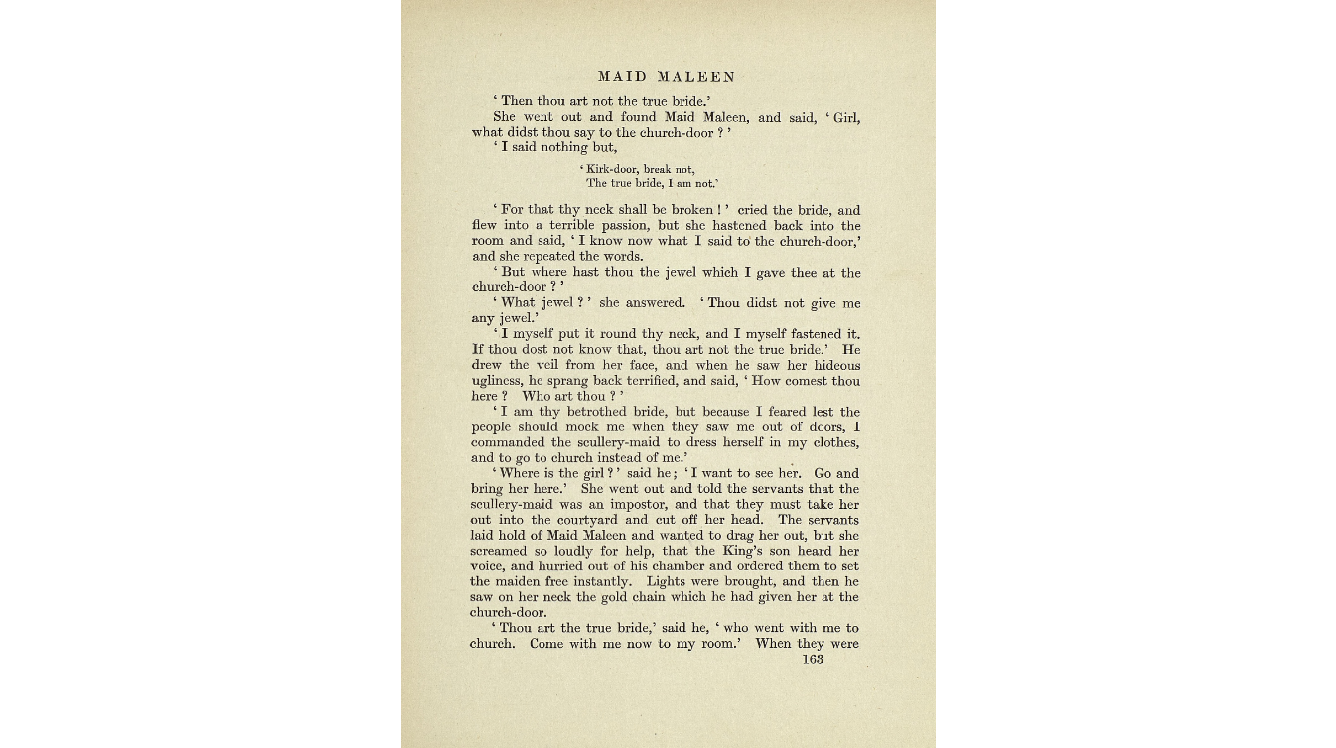 MAID MALEEN
‘ Then thou art not the true bride.’
She went out and found Maid Maleen, and said, ‘ Girl,
what didst thou say to the church-door ? ’
‘ I said nothing but,
‘ Kirk-door, break not,
The true bride, I am not.’
‘ For that thy neck shall be broken ! ’ cried the bride, and
flew into a terrible passion, but she hastened back into the
room and said, ‘ I know now what I said to the church-door,’
and she repeated the words.
‘ But where hast thou the jewel which I gave thee at the
church-door ? ’
‘ What jewel ? ’ she answered. ‘ Thou didst not give me
any jewel.’
‘ I myself put it round thy neck, and I myself fastened it.
If thou dost not know that, thou art not the true bride.’ He
drew the veil from her face, and when he saw her hideous
ugliness, he sprang back terrified, and said, ‘ How comest thou
here ? Who art thou ? ’
‘ I am thy betrothed bride, but because I feared lest the
people should mock me when they saw me out of doors, I
commanded the scullery-maid to dress herself in my clothes,
and to go to church instead of me.’
‘ Where is the girl ? ’ said he ; ‘ I want to see her. Go and
bring her here.’ She went out and told the servants that the
scullery-maid was an impostor, and that they must take her
out into the courtyard and cut off her head. The servants
laid hold of Maid Maleen and wanted to drag her out, but she
screamed so loudly for help, that the King’s son heard her
voice, and hurried out of his chamber and ordered them to set
the maiden free instantly. Lights were brought, and then he
saw on her neck the gold chain which he had given her at the
church-door.
‘ Thou art the true bride,’ said he, ‘ who went with me to
church. Come with me now to my room.’ When they were
163